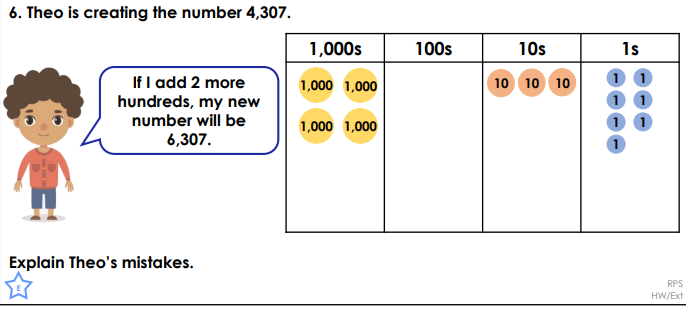 6. Theo is creating the number 4,307.
1,000s 100s 10s 1s
If I add 2 more
hundreds, my new
number will be
6,307.
1,000 1,000
1,000 1,000
10 10 10
1 1
1 1
1 1
1
Explain Theo's mistakes.
E
RPS
HW/Ext